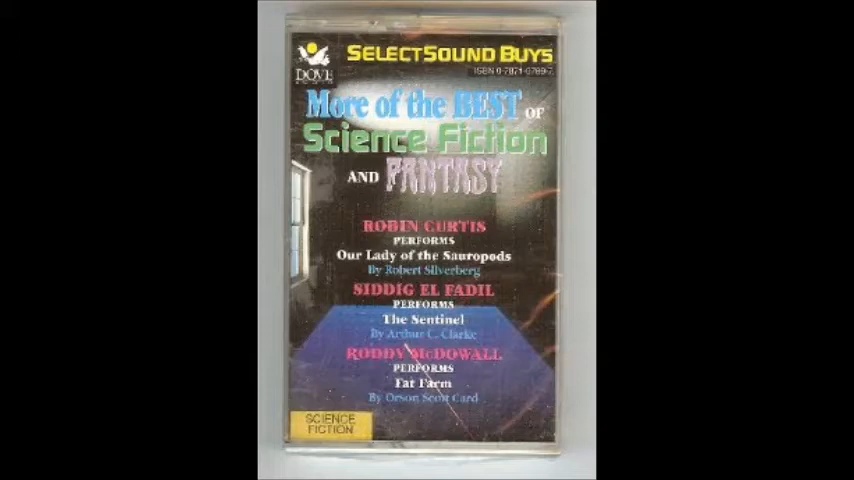 DOVE
AUDIO
SELECTSOUND BUYS
ISBN 0-7871-0789-7
More of the BEST OF
Science Fiction
AND FANTASY
ROBIN CURTIS
PERFORMS
Our Lady of the Sauropods
By Robert Silverberg
SIDDIG EL FADIL
PERFORMS
The Sentinel
By Arthur C. Clarke
RODDY McDOWALL
PERFORMS
Fat Farm
By Orson Scott Card
SCIENCE
FICTION